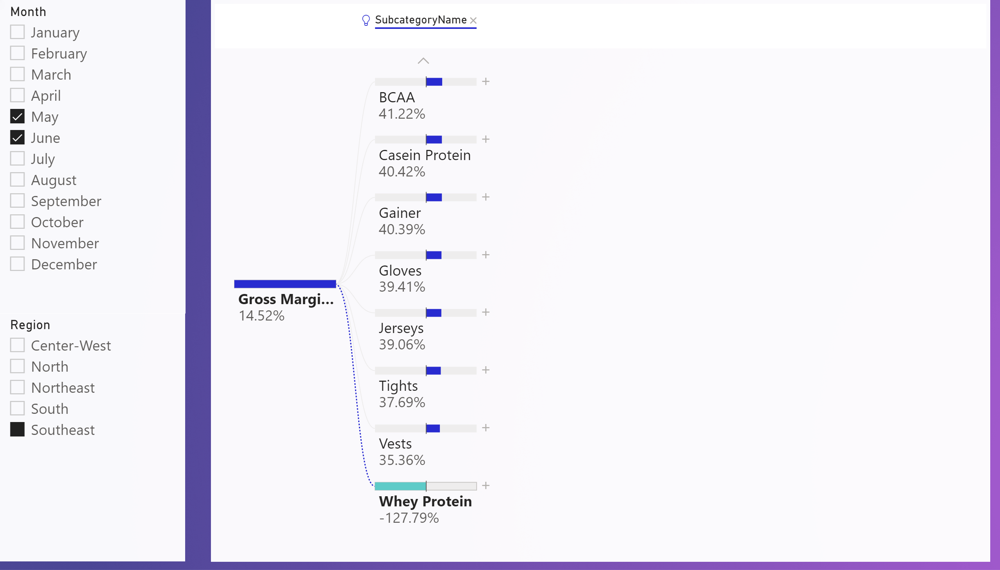 Month
January
February
March
April
May
June
July
August
September
October
November
December
Region
Center-West
North
Northeast
South
Southeast
SubcategoryName
Gross Margi...
14.52%
BCAA
41.22%
Casein Protein
40.42%
Gainer
40.39%
Gloves
39.41%
Jerseys
39.06%
Tights
37.69%
Vests
35.36%
Whey Protein
-127.79%